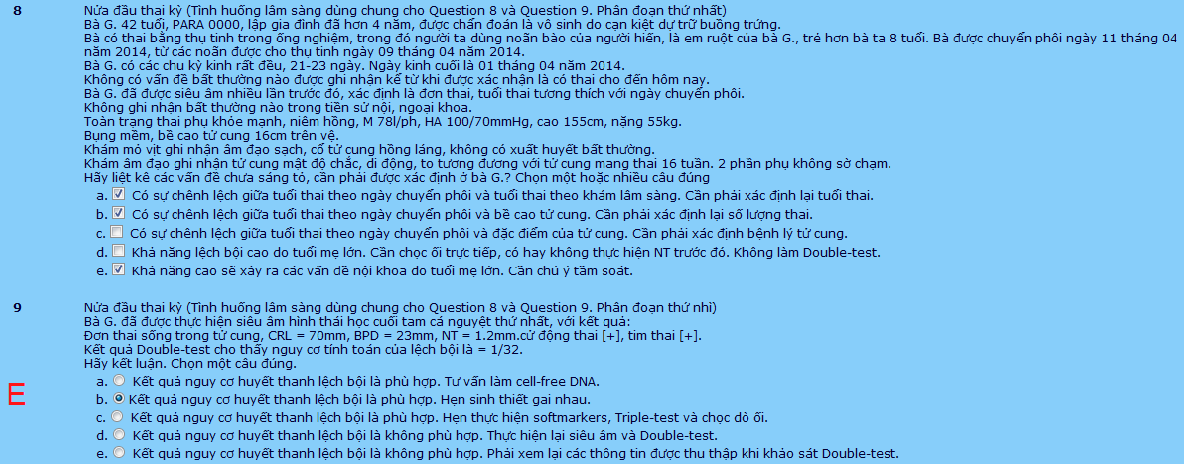 8 Nửa đầu thai kỳ (Tình huống lâm sàng dùng chung cho Question 8 và Question 9. Phân đoạn thứ nhất)
Bà G. 42 tuổi, PARA 0000, lập gia đình đã hơn 4 năm, được chẩn đoán là vô sinh do cạn kiệt dự trữ buồng trứng.
Bà có thai bằng thụ tinh trong ống nghiệm, trong đó người ta dùng noãn bào của người hiến, là em ruột của bà G., trẻ hơn bà ta 8 tuổi. Bà được chuyển phôi ngày 11 tháng 04
năm 2014, từ các noãn được cho thụ tinh ngày 09 tháng 04 năm 2014.
Bà G. có các chu kỳ kinh rất đều, 21-23 ngày. Ngày kinh cuối là 01 tháng 04 năm 2014.
Không có vấn đề bất thường nào được ghi nhận kể từ khi được xác nhận là có thai cho đến hôm nay.
Bà G. đã được siêu âm nhiều lần trước đó, xác định là đơn thai, tuổi thai tương thích với ngày chuyển phôi.
Không ghi nhận bất thường nào trong tiền sử nội, ngoại khoa.
Toàn trạng thai phụ khỏe mạnh, niêm hồng, M 78l/ph, HA 100/70mmHg, cao 155cm, nặng 55kg.
Bụng mềm, bề cao tử cung 16cm trên vệ.
Khám mỏ vịt ghi nhận âm đạo sạch, cổ tử cung hồng láng, không có xuất huyết bất thường.
Khám âm đạo ghi nhận tử cung mật độ chắc, di động, to tương đương với tử cung mang thai 16 tuần. 2 phần phụ không sờ chạm.
Hãy liệt kê các vấn đề chưa sáng tỏ, cần phải được xác định ở bà G.? Chọn một hoặc nhiều câu đúng
a. Có sự chênh lệch giữa tuổi thai theo ngày chuyển phôi và tuổi thai theo khám lâm sàng. Cần phải xác định lại tuổi thai.
b. Có sự chênh lệch giữa tuổi thai theo ngày chuyển phôi và bề cao tử cung. Cần phải xác định lại số lượng thai.
c. Có sự chênh lệch giữa tuổi thai theo ngày chuyển phôi và đặc điểm của tử cung. Cần phải xác định bệnh lý tử cung.
d. Khả năng lệch bội cao do tuổi mẹ lớn. Cần chọc ối trực tiếp, có hay không thực hiện NT trước đó. Không làm Double-test.
e. Khả năng cao sẽ xảy ra các vấn đề nội khoa do tuổi mẹ lớn. Cần chú ý tầm soát.
9 Nửa đầu thai kỳ (Tình huống lâm sàng dùng chung cho Question 8 và Question 9. Phân đoạn thứ nhì)
Bà G. đã được thực hiện siêu âm hình thái học cuối tam cá nguyệt thứ nhất, với kết quả:
Đơn thai sống trong tử cung, CRL = 70mm, BPD = 23mm, NT = 1.2mm.cử động thai [+], tim thai [+].
Kết quả Double-test cho thấy nguy cơ tính toán của lệch bội là = 1/32.
Hãy kết luận. Chọn một câu đúng.
a. Kết quả nguy cơ huyết thanh lệch bội là phù hợp. Tư vấn làm cell-free DNA.
E b. Kết quả nguy cơ huyết thanh lệch bội là phù hợp. Hẹn sinh thiết gai nhau.
c. Kết quả nguy cơ huyết thanh lệch bội là phù hợp. Hẹn thực hiện softmarkers, Triple-test và chọc dò ối.
d. Kết quả nguy cơ huyết thanh lệch bội là không phù hợp. Thực hiện lại siêu âm và Double-test.
e. Kết quả nguy cơ huyết thanh lệch bội là không phù hợp. Phải xem lại các thông tin được thu thập khi khảo sát Double-test.